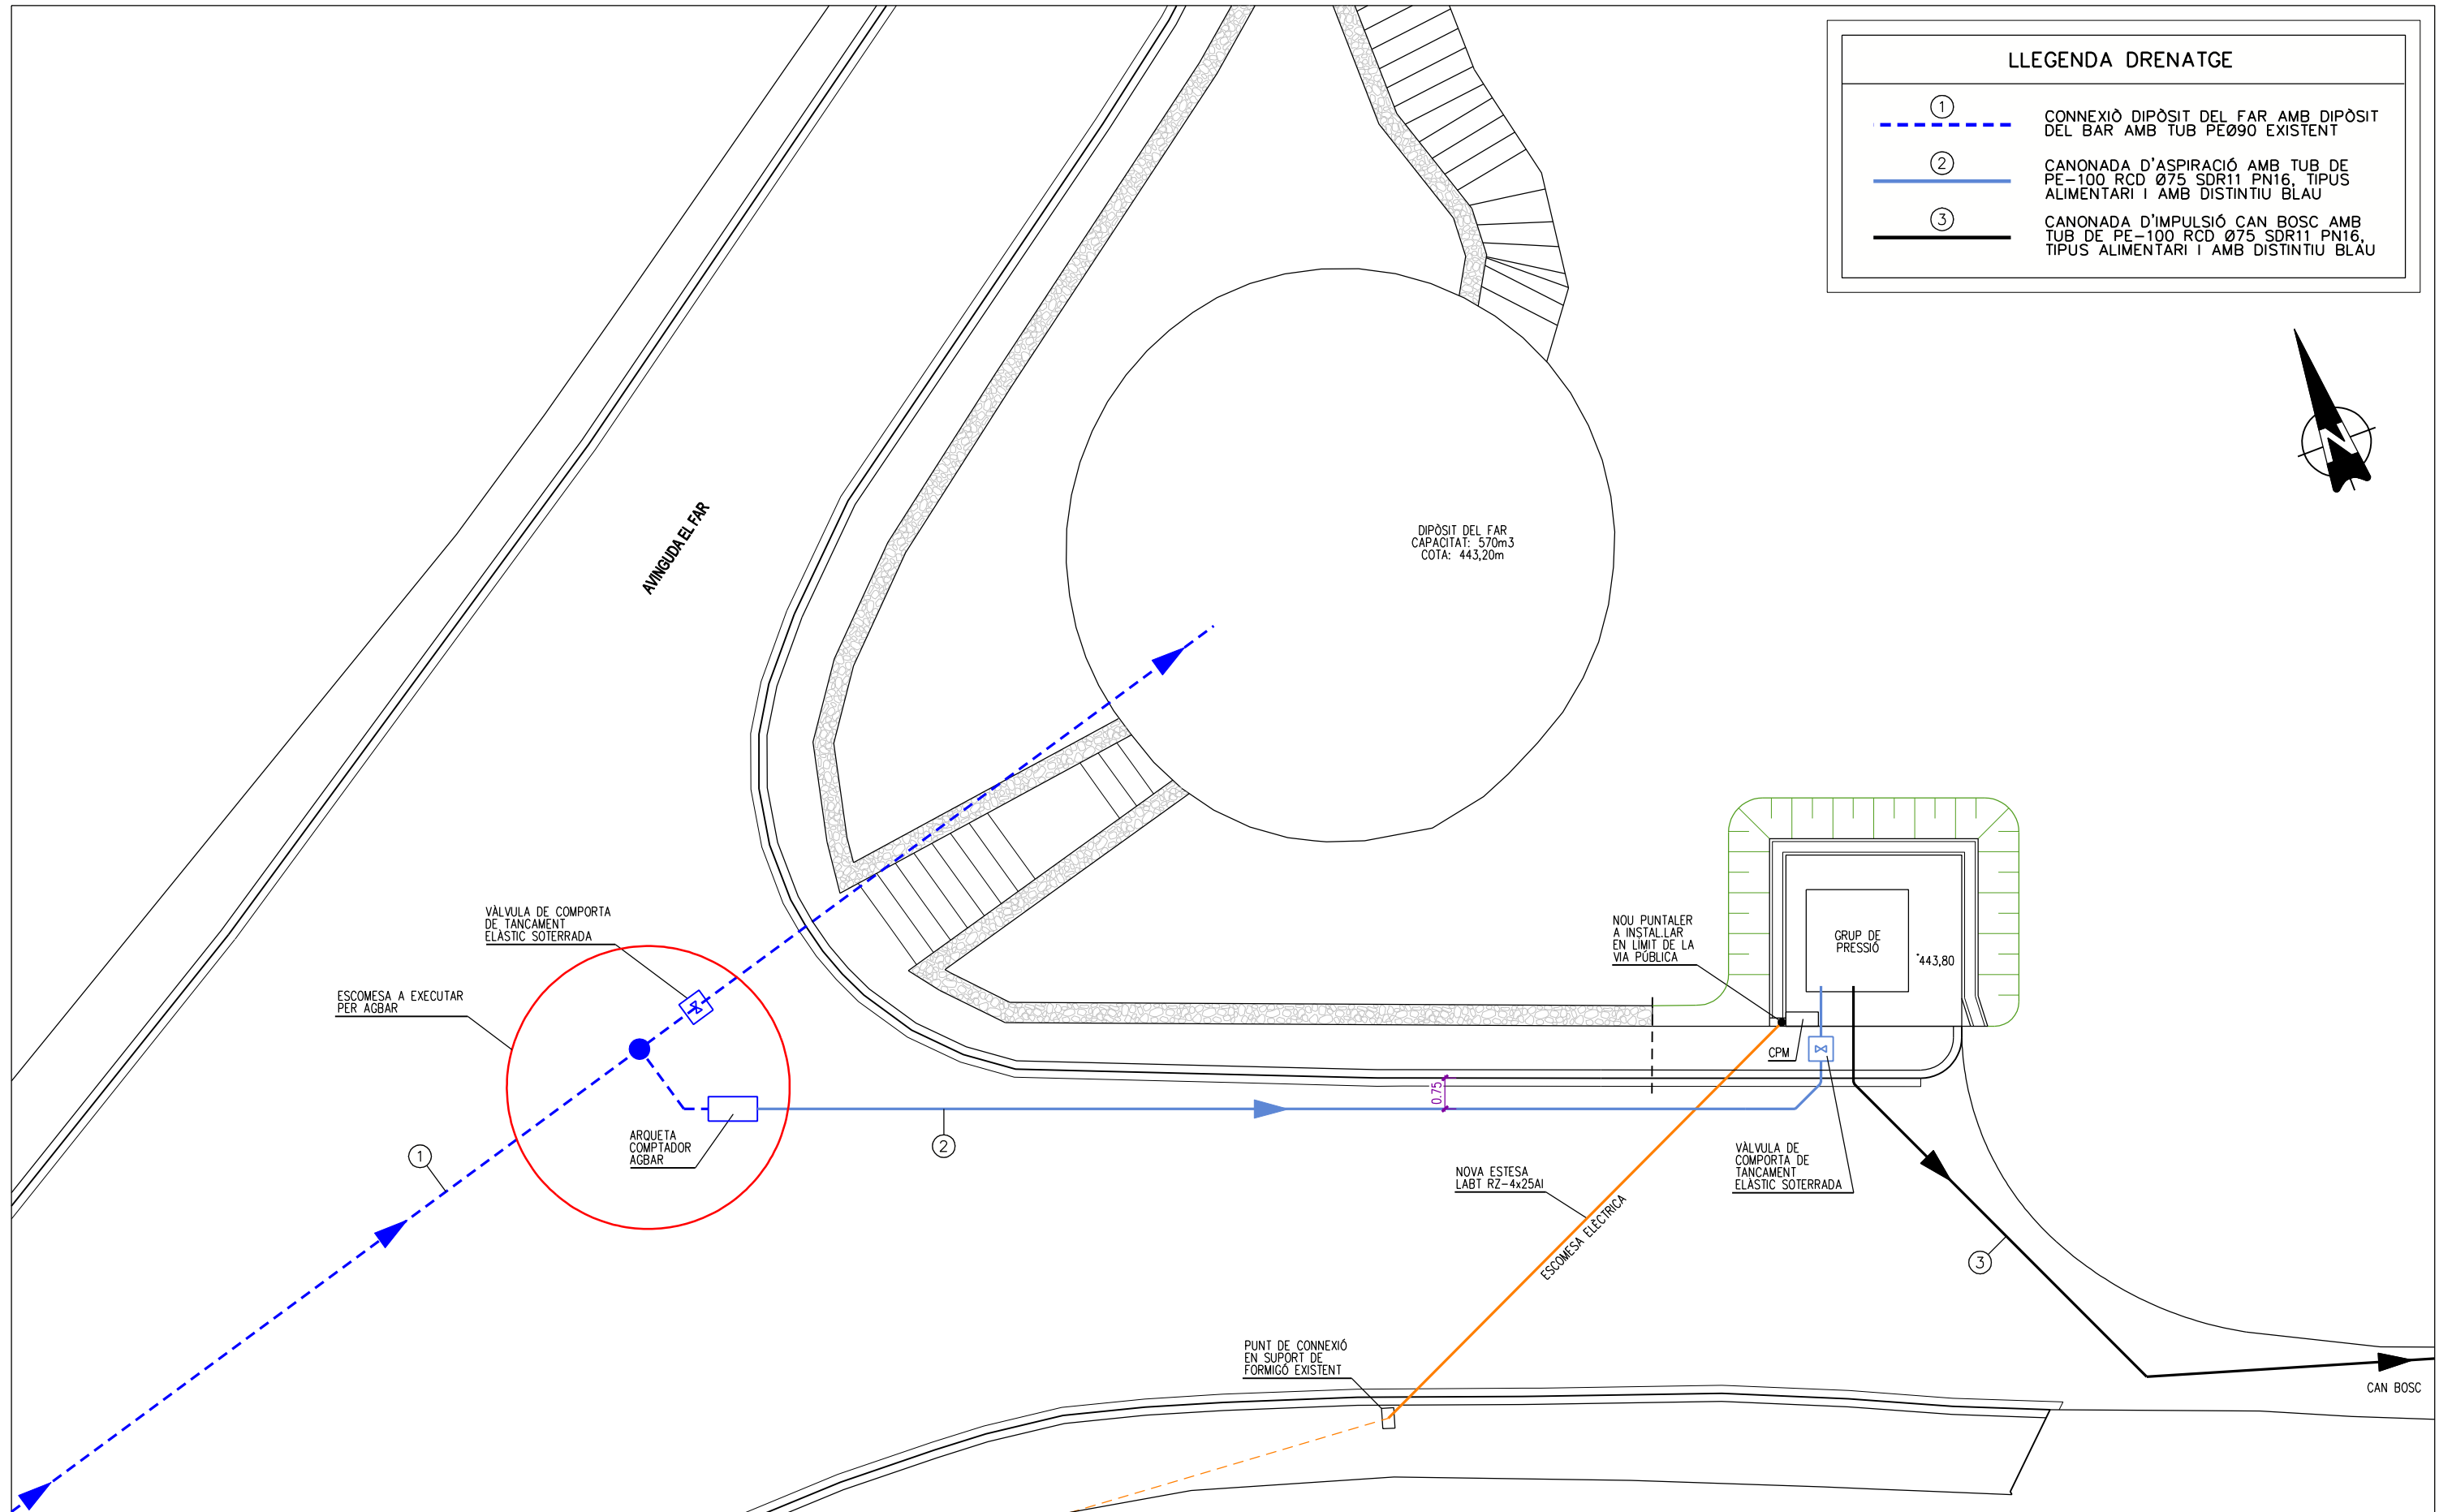 LLEGENDA DRENATGE
1
CONNEXIÒ DIPÒSIT DEL FAR AMB DIPÒSIT
DEL BAR AMB TUB PEØ90 EXISTENT
2
CANONADA D'ASPIRACIÓ AMB TUB DE
PE-100 RCD Ø75 SDR11 PN16, TIPUS
ALIMENTARI I AMB DISTINTIU BLAU
3
CANONADA D'IMPULSIÓ CAN BOSC AMB
TUB DE PE-100 RCD Ø75 SDR11 PN16,
TIPUS ALIMENTARI I AMB DISTINTIU BLAU
AVINGUDA EL FAR
DIPÒSIT DEL FAR
CAPACITAT: 570m3
COTA: 443,20m
VÀLVULA DE COMPORTA
DE TANCAMENT
ELÀSTIC SOTERRADA
ESCOMESA A EXECUTAR
PER AGBAR
NOU PUNTALER
A INSTAL.LAR
EN LÍMIT DE LA
VIA PÚBLICA
GRUP DE
PRESSIÓ
443,80
CPM
0.75
ARQUETA
COMPTADOR
AGBAR
1
2
VÀLVULA DE
COMPORTA DE
TANCAMENT
ELÀSTIC SOTERRADA
NOVA ESTESA
LABT RZ-4x25Al
ESCOMESA ELÈCTRICA
3
PUNT DE CONNEXIÓ
EN SUPORT DE
FORMIGÓ EXISTENT
CAN BOSC